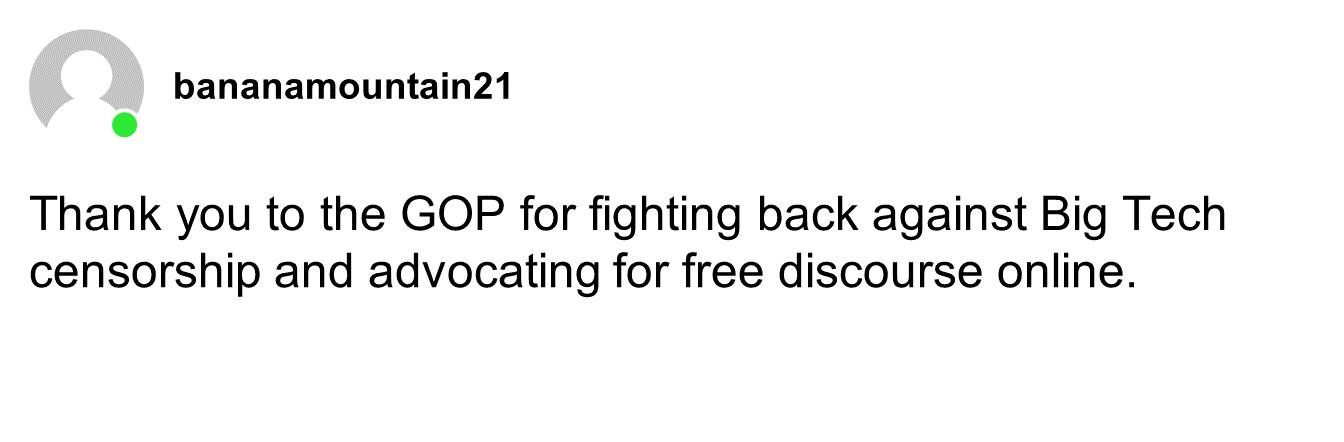 bananamountain21
Thank you to the GOP for fighting back against Big Tech
censorship and advocating for free discourse online.